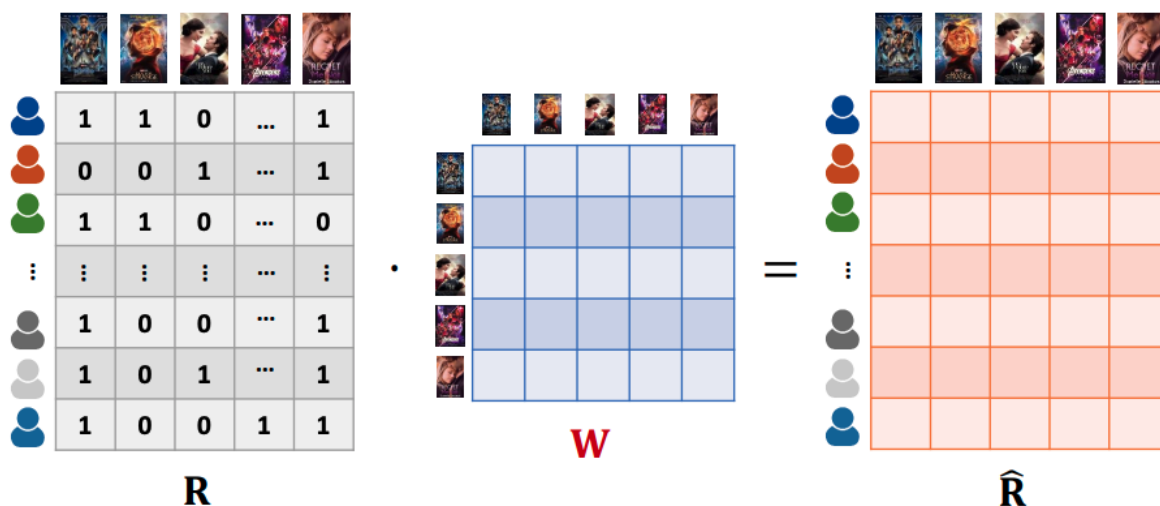 1 1 0 ... 1
0 0 1 ... 1
1 1 0 ... 0
⋮ ⋮ ⋮ ⋮ ... ⋮ · = ⋮
1 0 0 ... 1
1 0 1 ... 1
1 0 0 1 1
R
W
R̂